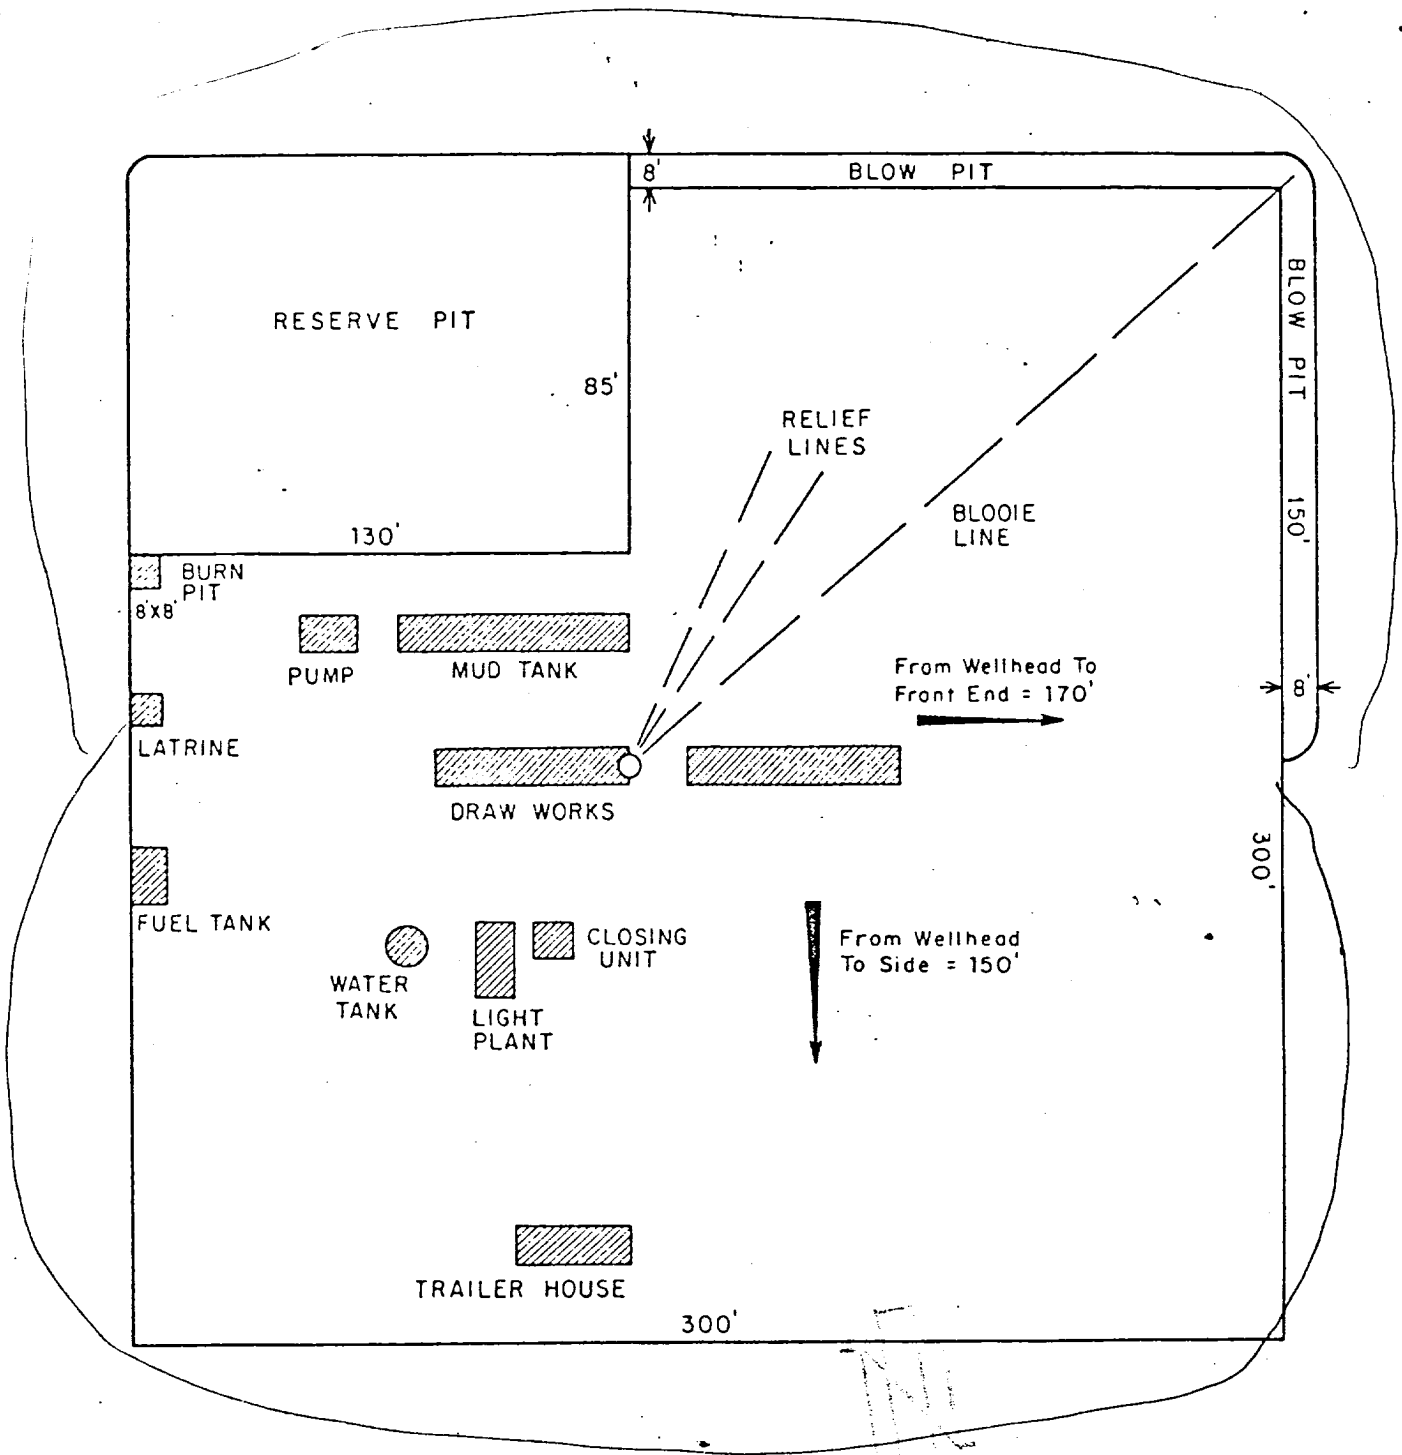 8'
BLOW PIT
BLOW PIT
150'
8'
RESERVE PIT
85'
130'
RELIEF
LINES
BLOOIE
LINE
BURN
PIT
8'X8'
PUMP
MUD TANK
From Wellhead To
Front End = 170'
LATRINE
DRAW WORKS
300'
FUEL TANK
WATER
TANK
LIGHT
PLANT
CLOSING
UNIT
From Wellhead
To Side = 150'
TRAILER HOUSE
300'